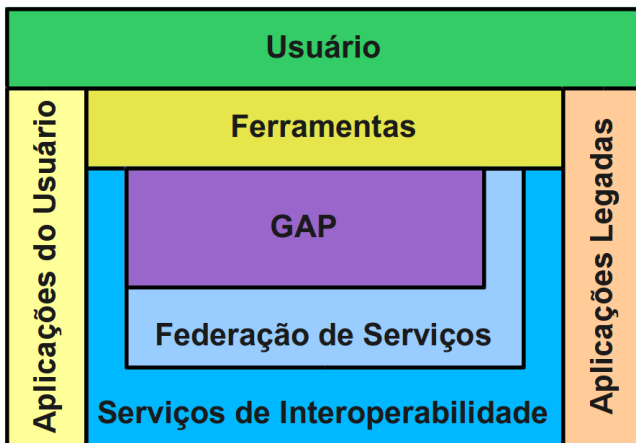 Usuário
Aplicações do Usuário
Ferramentas
Aplicações Legadas
GAP
Federação de Serviços
Serviços de Interoperabilidade